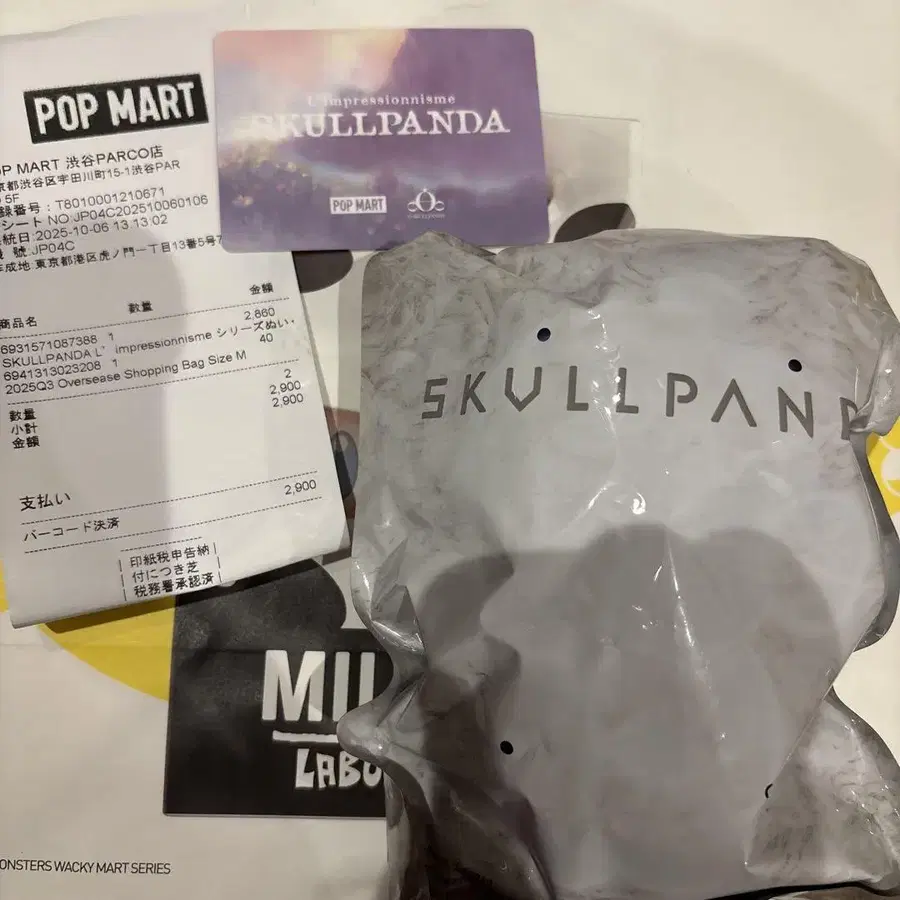 POP MART
OP MART 渋谷PARCO店
京都渋谷区宇田川町15-1渋谷PAR
5F
録番号：T8010001210671
シート NO:JP04C202510060106
統日:2025-10-06 13:13:02
號:JP04C
作成地:東京都港区虎ノ門一丁目13番5号7
商品名 数量 金額
6931571087388 1 2,860
SKULLPANDA L' impressionnisme シリーズぬい
6941313023208 1 40
2025Q3 Oversease Shopping Bag Size M
数量 2
小計 2,900
金額 2,900
支払い 2,900
バーコード決済
印紙税申告納
付につき芝
税務署承認済
L'impressionnisme
SKULLPANDA
POP MART
SKULLPAND
MI
LABU
ONSTERS WACKY MART SERIES